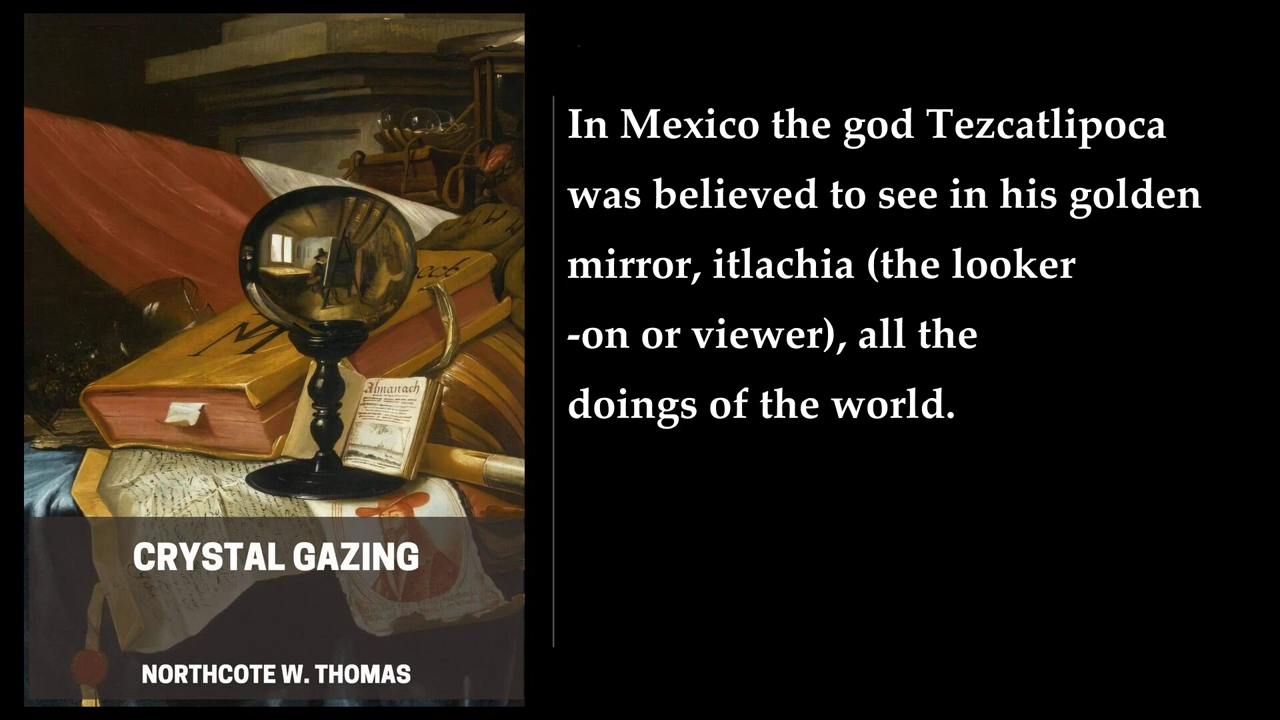 In Mexico the god Tezcatlipoca
was believed to see in his golden
mirror, itlachia (the looker
-on or viewer), all the
doings of the world.
Almanach
CRYSTAL GAZING
NORTHCOTE W. THOMAS